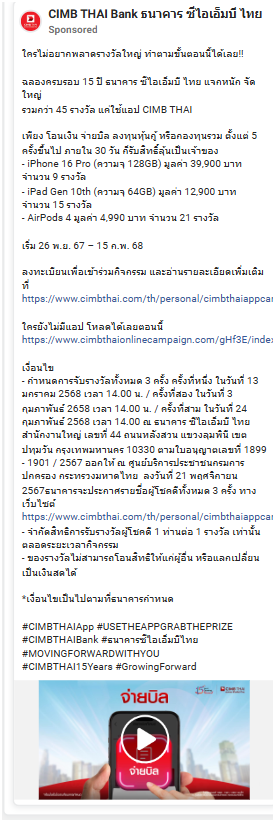 CIMB THAI Bank ธนาคาร ซีไอเอ็มบี ไทย
Sponsored
ใครไม่อยากพลาดรางวัลใหญ่ ทำตามขั้นตอนนี้ได้เลย!!
ฉลองครบรอบ 15 ปี ธนาคาร ซีไอเอ็มบี ไทย แจกหนัก จัด
ใหญ่
รวมกว่า 45 รางวัล แค่ใช้แอป CIMB THAI
เพียง โอนเงิน จ่ายบิล ลงทุนหุ้นกู้ หรือกองทุนรวม ตั้งแต่ 5
ครั้งขึ้นไป ภายใน 30 วัน ก็รับสิทธิ์ลุ้นเป็นเจ้าของ
- iPhone 16 Pro (ความจุ 128GB) มูลค่า 39,900 บาท
จำนวน 9 รางวัล
- iPad Gen 10th (ความจุ 64GB) มูลค่า 12,900 บาท
จำนวน 15 รางวัล
- AirPods 4 มูลค่า 4,990 บาท จำนวน 21 รางวัล
เริ่ม 26 พ.ย. 67 – 15 ก.พ. 68
ลงทะเบียนเพื่อเข้าร่วมกิจกรรม และอ่านรายละเอียดเพิ่มเติม
ที่
https://www.cimbthai.com/th/personal/cimbthaiappcar
ใครยังไม่มีแอป โหลดได้เลยตอนนี้
https://www.cimbthaionlinecampaign.com/gHf3E/index
เงื่อนไข
- กำหนดการจับรางวัลทั้งหมด 3 ครั้ง ครั้งที่หนึ่ง ในวันที่ 13
มกราคม 2568 เวลา 14.00 น. / ครั้งที่สอง ในวันที่ 3
กุมภาพันธ์ 2568 เวลา 14.00 น. / ครั้งที่สาม ในวันที่ 24
กุมภาพันธ์ 2568 เวลา 14.00 ณ ธนาคาร ซีไอเอ็มบี ไทย
สำนักงานใหญ่ เลขที่ 44 ถนนหลังสวน แขวงลุมพินี เขต
ปทุมวัน กรุงเทพมหานคร 10330 ตามใบอนุญาตเลขที่ 1899
- 1901 / 2567 ออกให้ ณ ศูนย์บริการประชาชนกรมการ
ปกครอง กระทรวงมหาดไทย ลงวันที่ 21 พฤศจิกายน
2567ธนาคารจะประกาศรายชื่อผู้โชคดีทั้งหมด 3 ครั้ง ทาง
เว็บไซต์
https://www.cimbthai.com/th/personal/cimbthaiappcar
- จำกัดสิทธิการรับรางวัลผู้โชคดี 1 ท่านต่อ 1 รางวัล เท่านั้น
ตลอดระยะเวลากิจกรรม
- ของรางวัลไม่สามารถโอนสิทธิให้แก่ผู้อื่น หรือแลกเปลี่ยน
เป็นเงินสดได้
*เงื่อนไขเป็นไปตามที่ธนาคารกำหนด
#CIMBTHAIApp #USETHEAPPGRABTHEPRIZE
#CIMBTHAIBank #ธนาคารซีไอเอ็มบีไทย
#MOVINGFORWARDWITHYOU
#CIMBTHAI15Years #GrowingForward
จ่ายบิล
CIMB THAI
จ่ายบิล